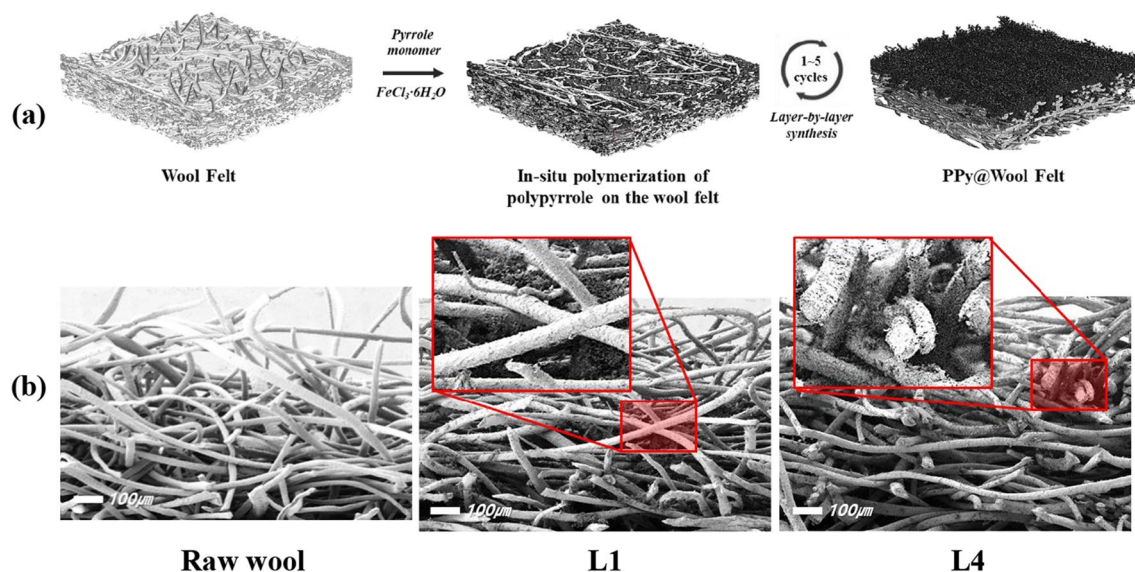 (a)
Pyrrole
monomer
FeCl₃·6H₂O
1~5
cycles
Layer-by-layer
synthesis
Wool Felt
In-situ polymerization of
polypyrrole on the wool felt
PPy@Wool Felt
(b)
100μm
100μm
100μm
Raw wool
L1
L4